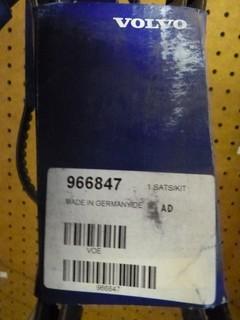 VOLVO
966847 1 SATS/KIT
MADE IN GERMANY/DE
AD
VOE
966847